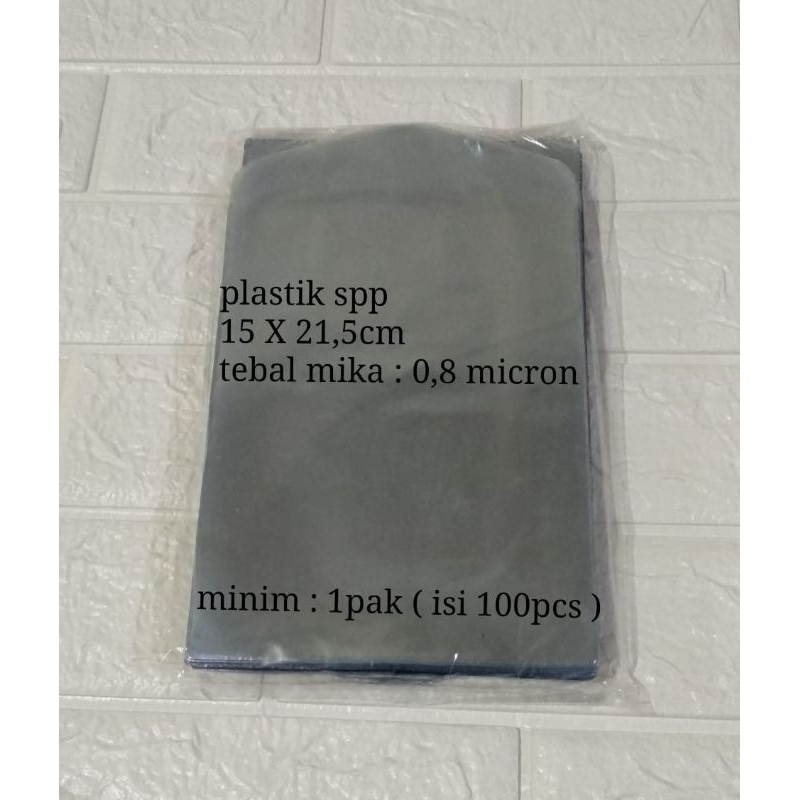 plastik spp
15 X 21,5cm
tebal mika : 0,8 micron
minim : 1pak ( isi 100pcs )